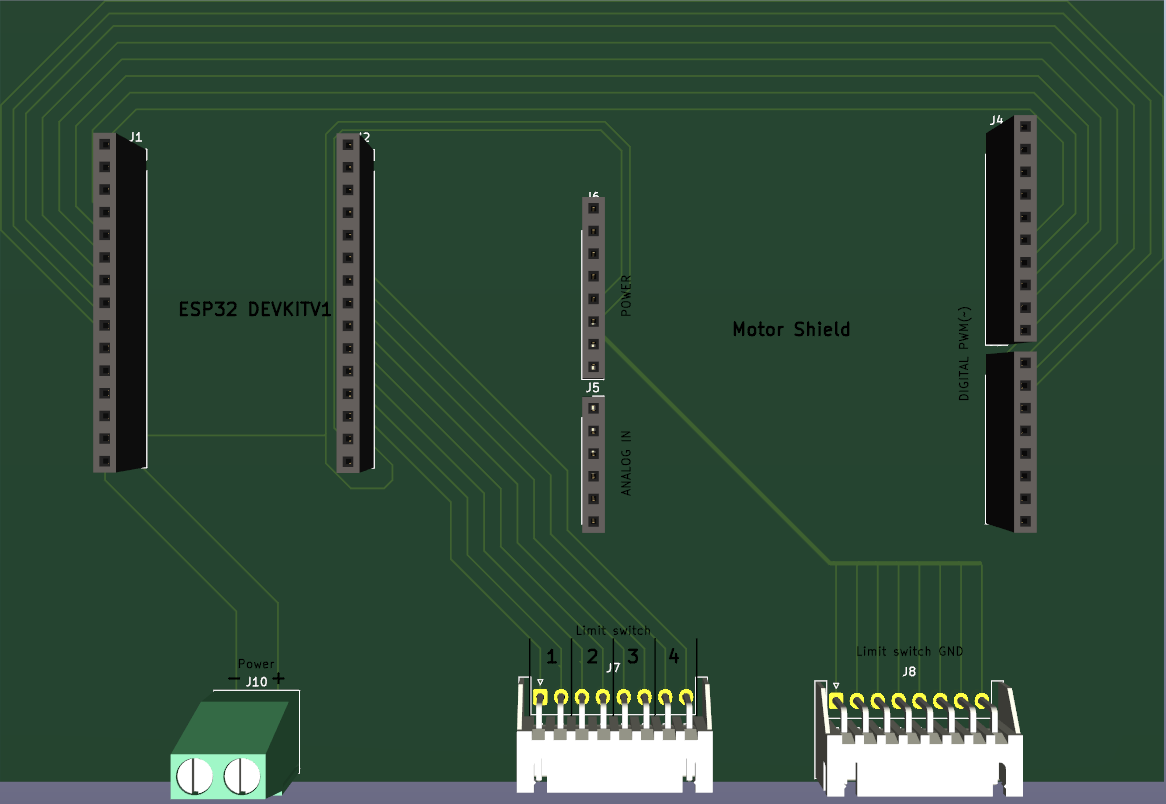 J1
J2
J4
J6
POWER
ESP32 DEVKITV1
Motor Shield
DIGITAL PWM(~)
J5
ANALOG IN
Limit switch
1 2 3 4
J7
Limit switch GND
J8
Power
- +
J10